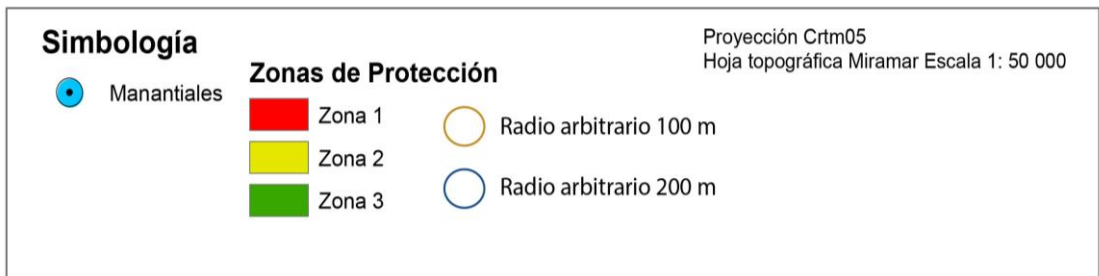 Simbología
Manantiales
Zonas de Protección
Zona 1
Zona 2
Zona 3
Radio arbitrario 100 m
Radio arbitrario 200 m
Proyección Crtm05
Hoja topográfica Miramar Escala 1: 50 000